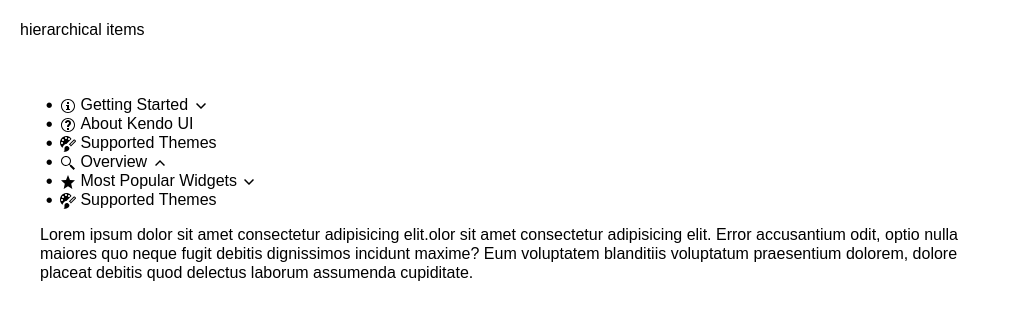 hierarchical items
Getting Started
About Kendo UI
Supported Themes
Overview
Most Popular Widgets
Supported Themes
Lorem ipsum dolor sit amet consectetur adipisicing elit.olor sit amet consectetur adipisicing elit. Error accusantium odit, optio nulla
maiores quo neque fugit debitis dignissimos incidunt maxime? Eum voluptatem blanditiis voluptatum praesentium dolorem, dolore
placeat debitis quod delectus laborum assumenda cupiditate.